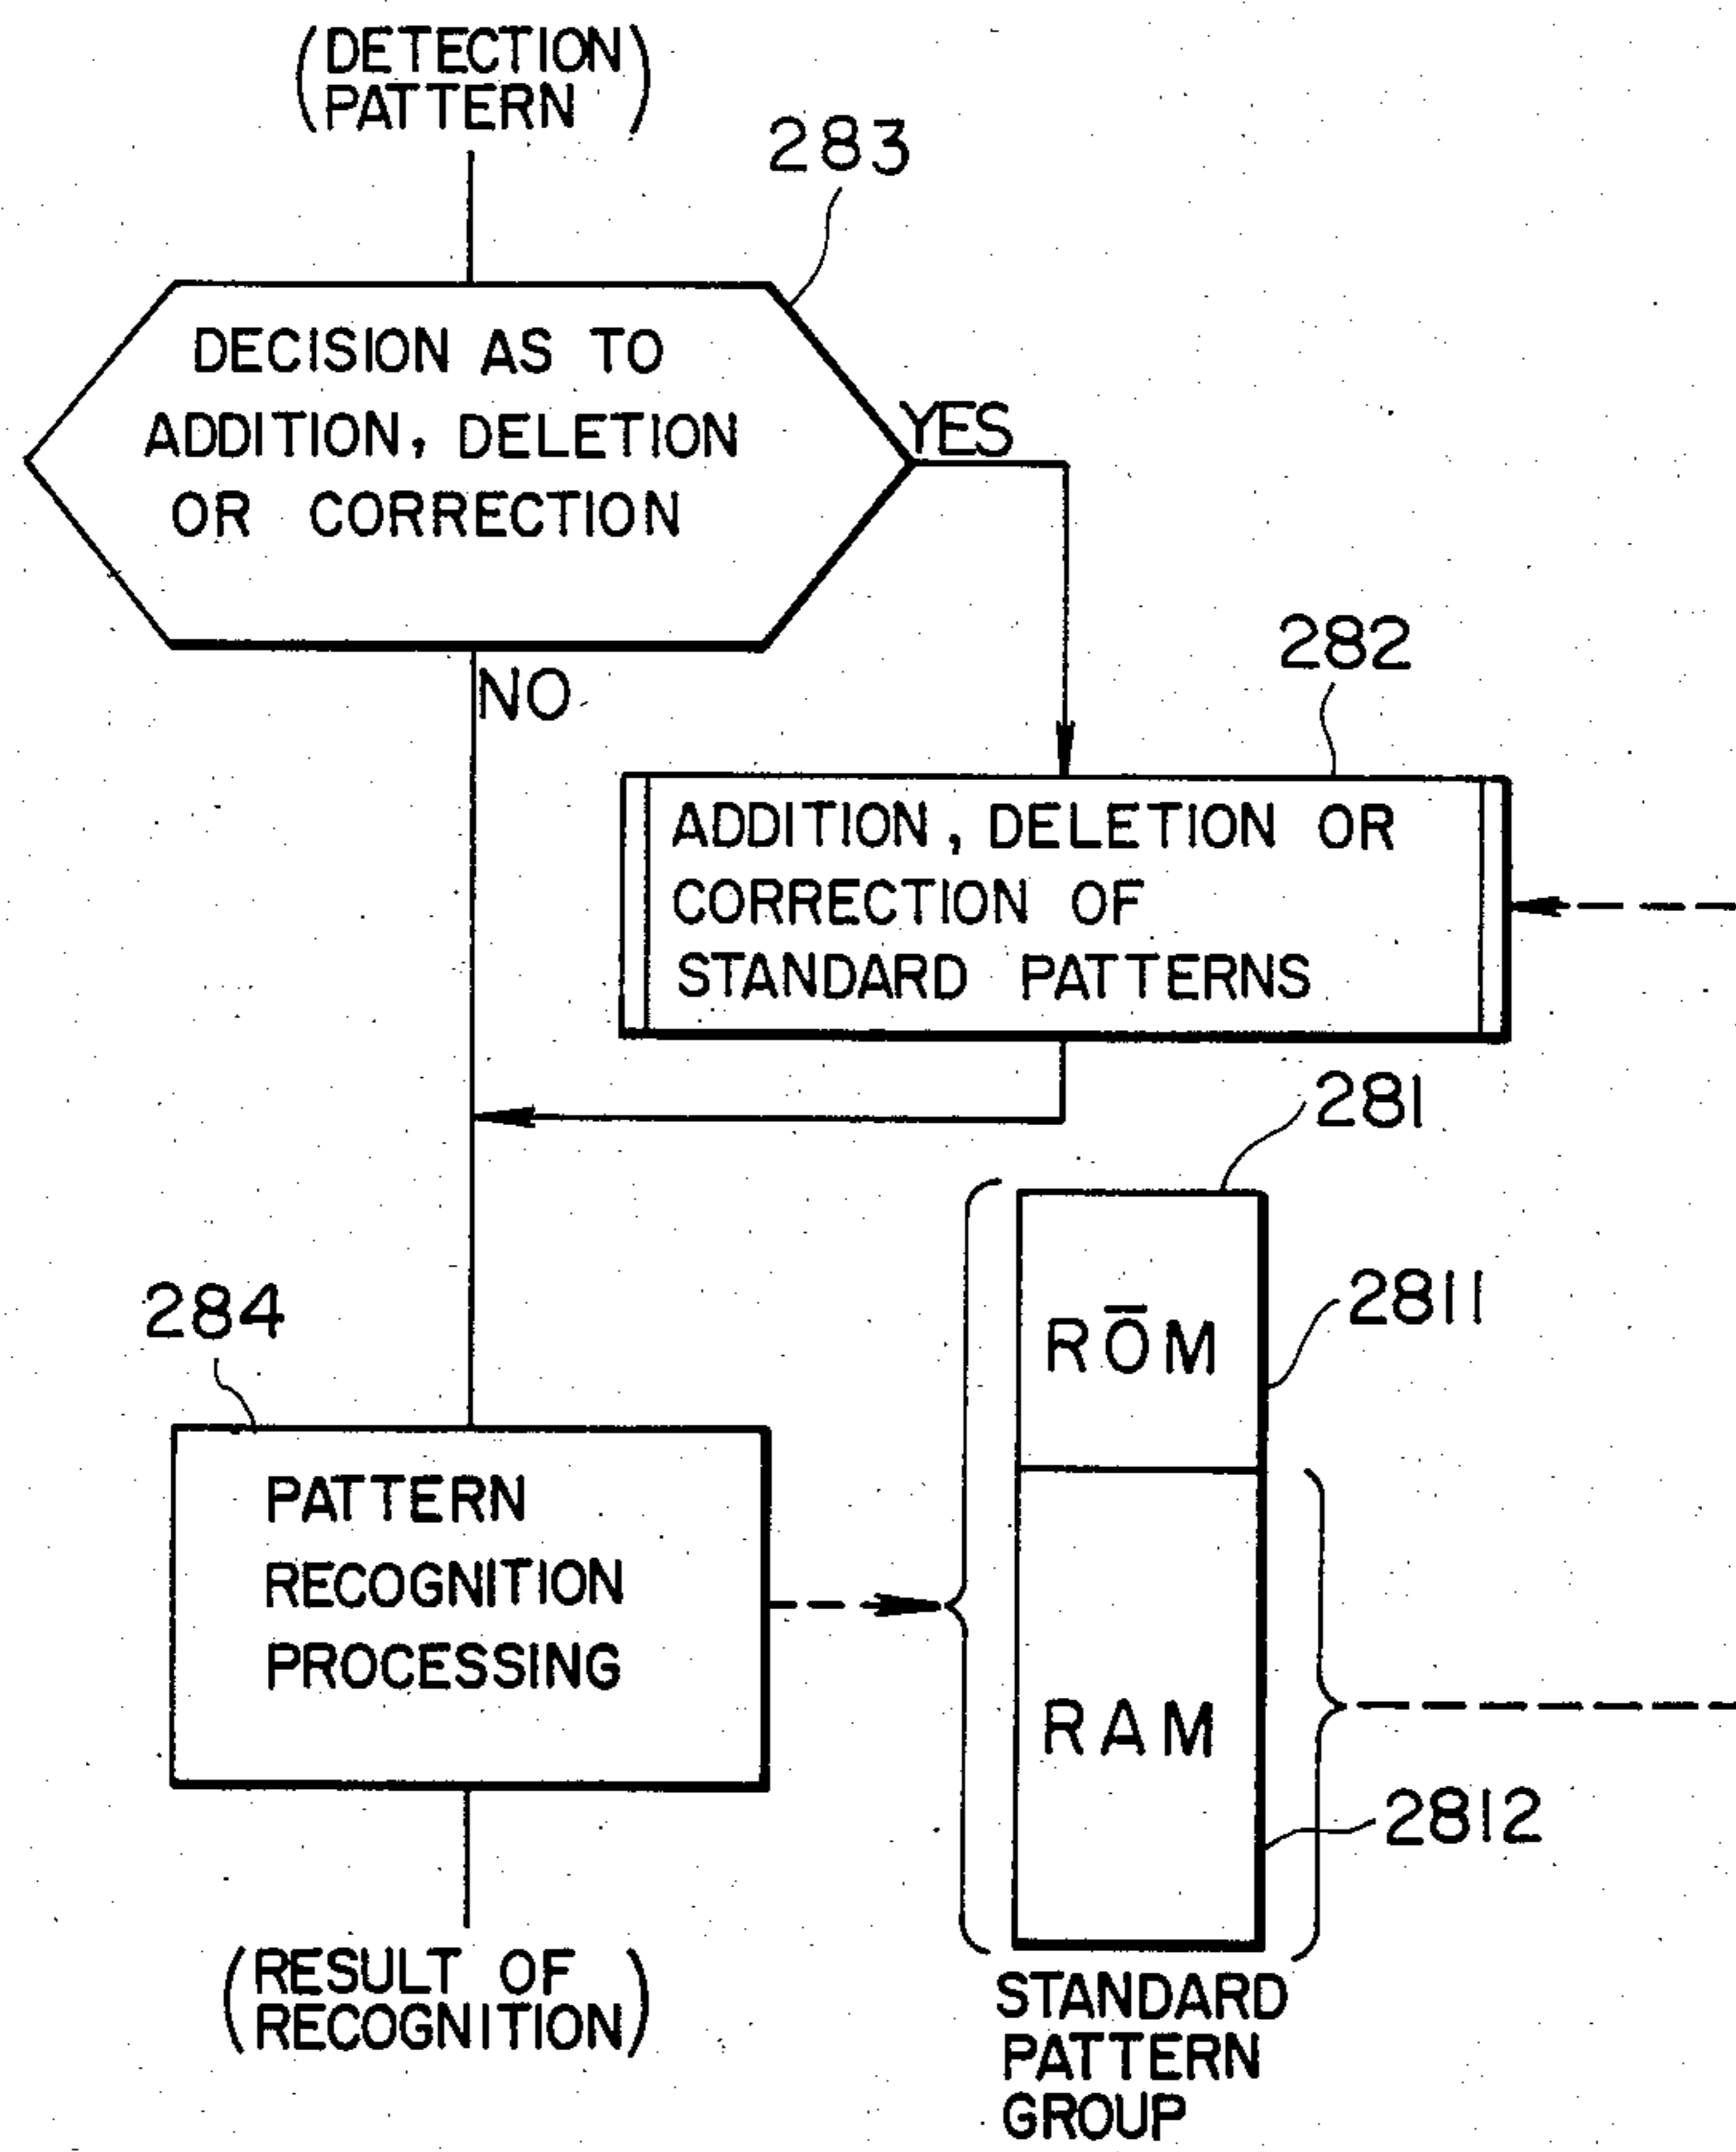 (DETECTION
PATTERN)
283
DECISION AS TO
ADDITION, DELETION
OR CORRECTION
YES
NO
282
ADDITION, DELETION OR
CORRECTION OF
STANDARD PATTERNS
281
284
2811
RŌM
PATTERN
RECOGNITION
PROCESSING
RAM
2812
(RESULT OF
RECOGNITION)
STANDARD
PATTERN
GROUP